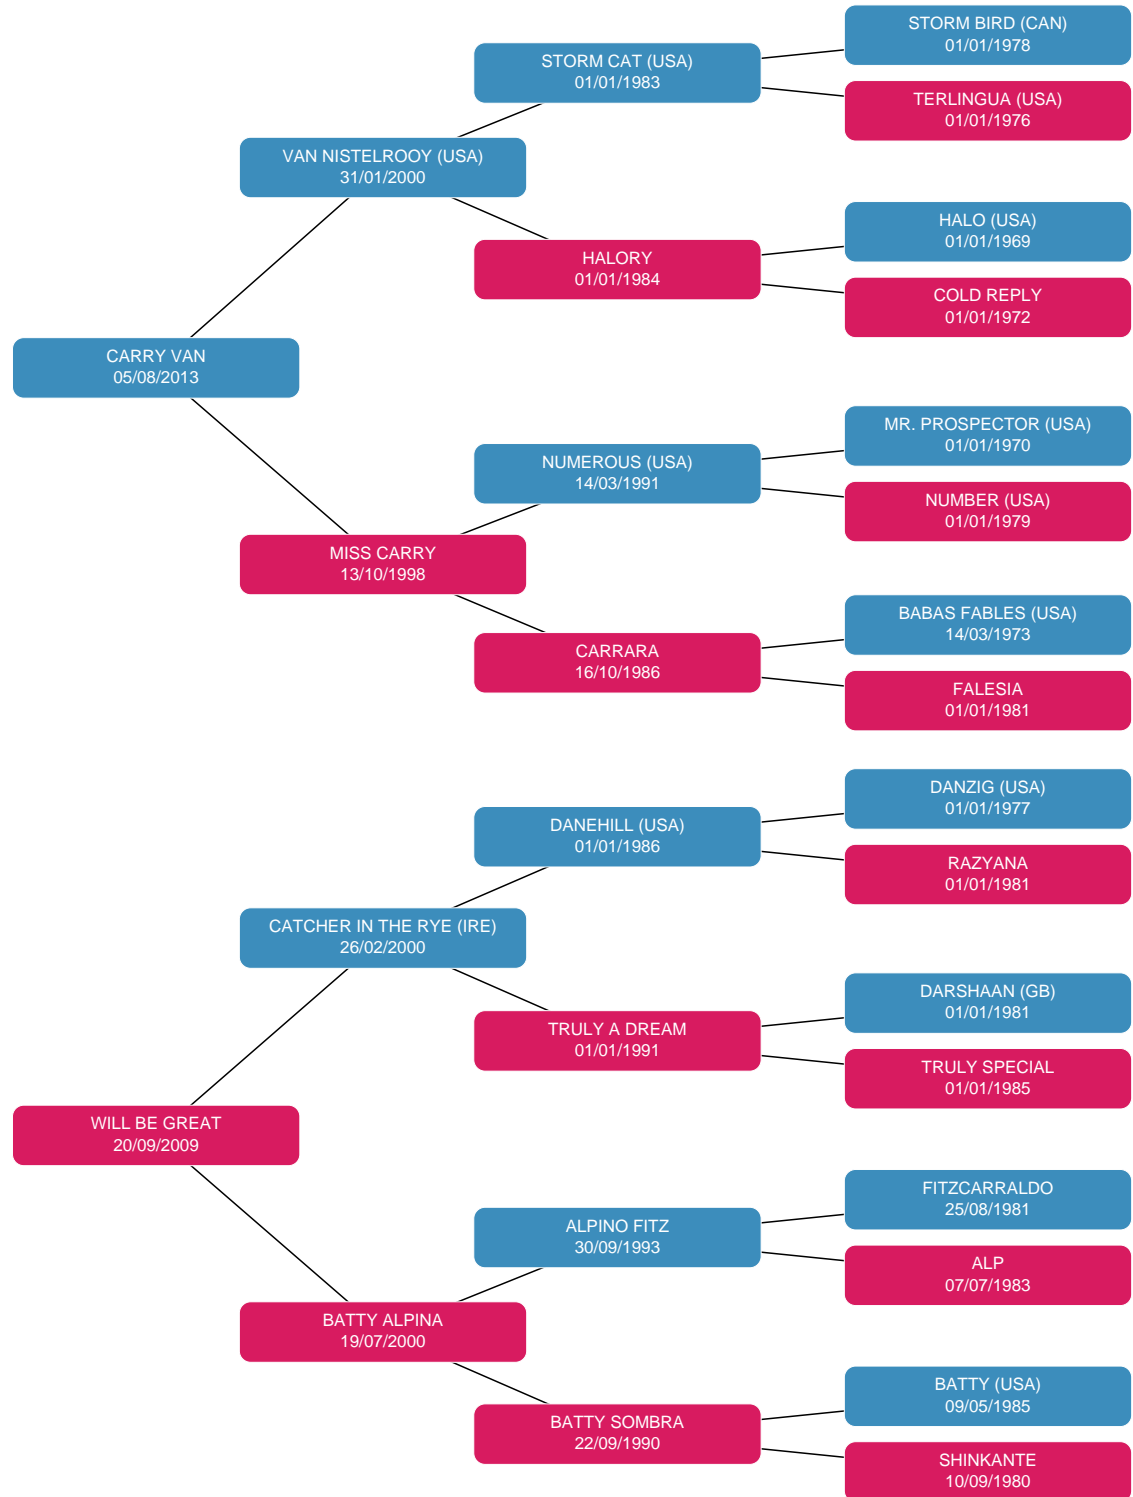 STORM BIRD (CAN)
01/01/1978
STORM CAT (USA)
01/01/1983
TERLINGUA (USA)
01/01/1976
VAN NISTELROOY (USA)
31/01/2000
HALO (USA)
01/01/1969
HALORY
01/01/1984
COLD REPLY
01/01/1972
CARRY VAN
05/08/2013
MR. PROSPECTOR (USA)
01/01/1970
NUMEROUS (USA)
14/03/1991
NUMBER (USA)
01/01/1979
MISS CARRY
13/10/1998
BABAS FABLES (USA)
14/03/1973
CARRARA
16/10/1986
FALESIA
01/01/1981
DANZIG (USA)
01/01/1977
DANEHILL (USA)
01/01/1986
RAZYANA
01/01/1981
CATCHER IN THE RYE (IRE)
26/02/2000
DARSHAAN (GB)
01/01/1981
TRULY A DREAM
01/01/1991
TRULY SPECIAL
01/01/1985
WILL BE GREAT
20/09/2009
FITZCARRALDO
25/08/1981
ALPINO FITZ
30/09/1993
ALP
07/07/1983
BATTY ALPINA
19/07/2000
BATTY (USA)
09/05/1985
BATTY SOMBRA
22/09/1990
SHINKANTE
10/09/1980